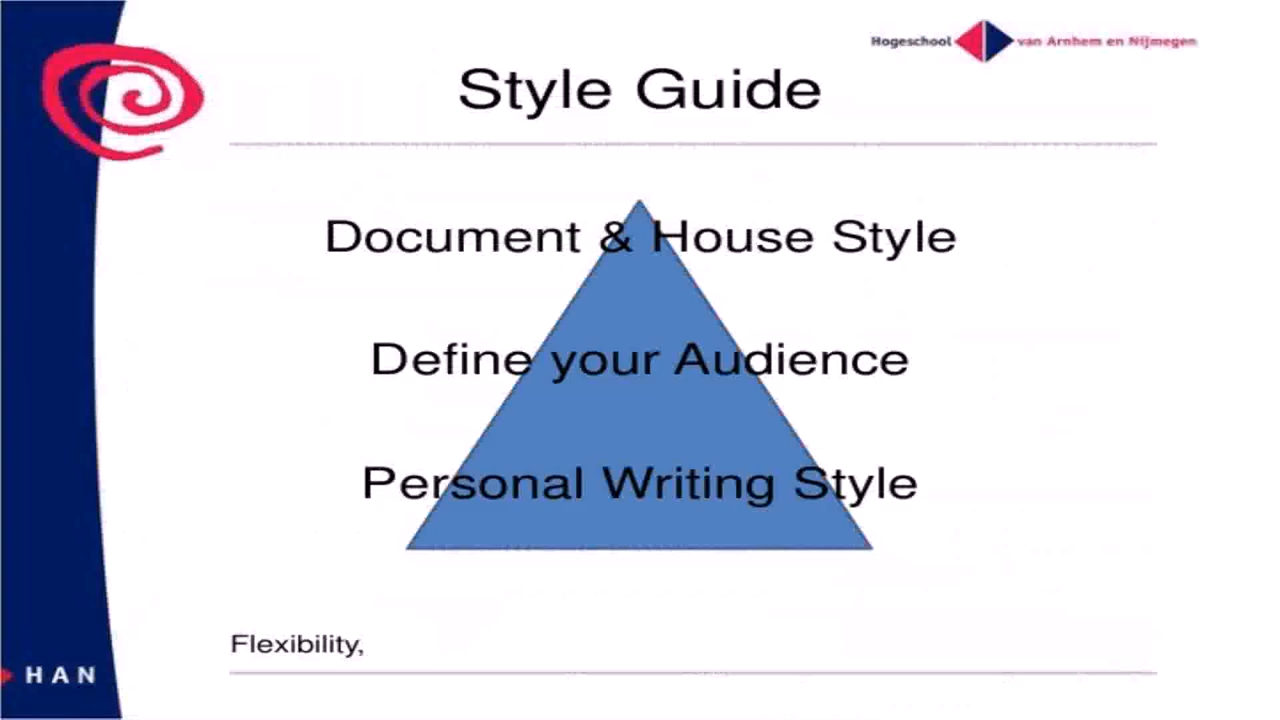 Hogeschool van Arnhem en Nijmegen
Style Guide
Document & House Style
Define your Audience
Personal Writing Style
Flexibility,
HAN